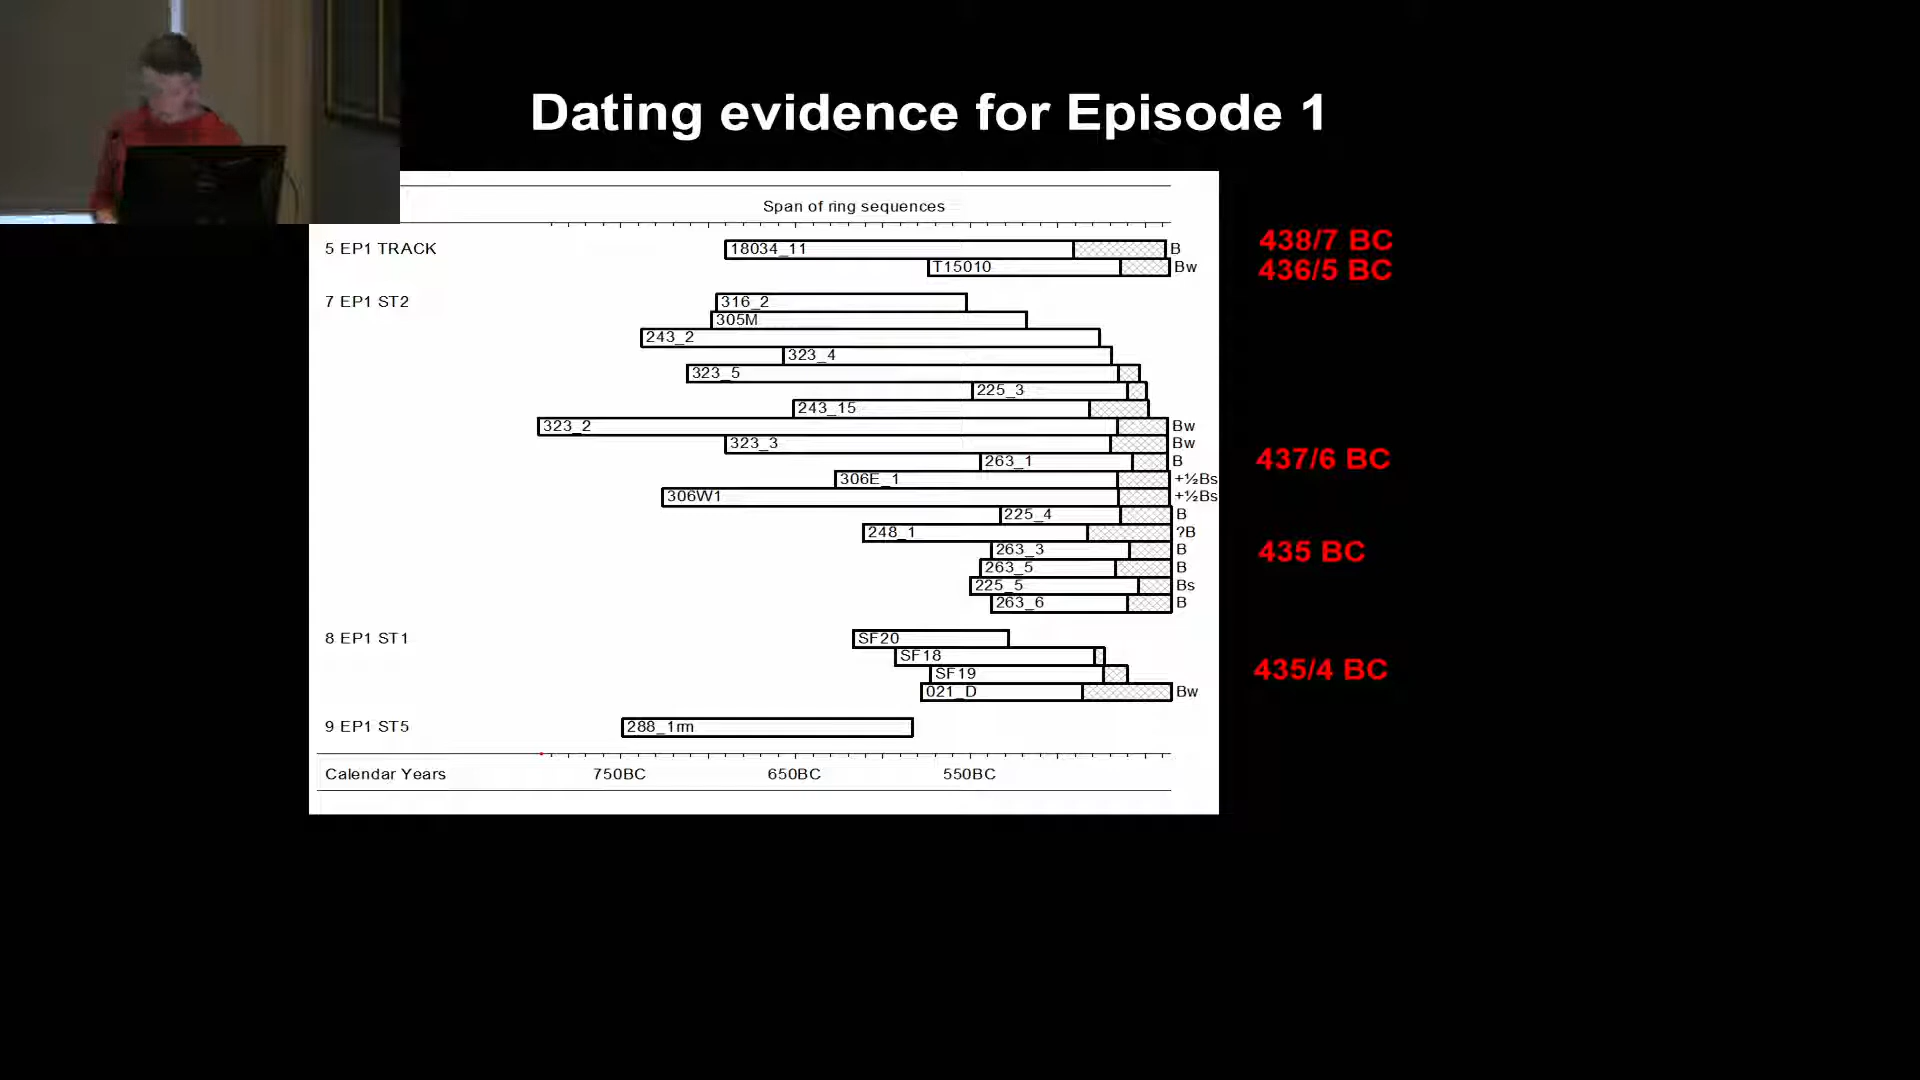 Dating evidence for Episode 1
Span of ring sequences
5 EP1 TRACK
18034_11 B
438/7 BC
T15010 Bw
436/5 BC
7 EP1 ST2
316_2
305M
243_2
323_4
323_5
225_3
243_15
323_2 Bw
323_3 Bw
263_1 B
437/6 BC
306E_1 +½Bs
306W1 +½Bs
225_4 B
248_1 ?B
263_3 B
435 BC
263_5 B
225_5 Bs
263_6 B
8 EP1 ST1
SF20
SF18
SF19
435/4 BC
021_D Bw
9 EP1 ST5
288_1rm
Calendar Years 750BC 650BC 550BC